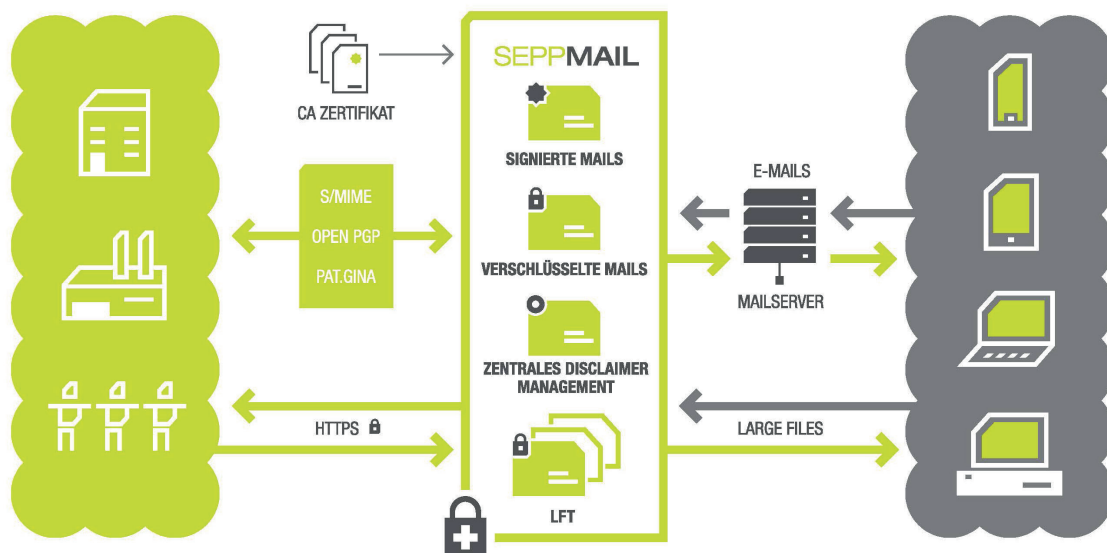 SEPPMAIL
CA ZERTIFIKAT
SIGNIERTE MAILS
S/MIME
OPEN PGP
PAT.GINA
VERSCHLÜSSELTE MAILS
E-MAILS
MAILSERVER
ZENTRALES DISCLAIMER
MANAGEMENT
HTTPS
LARGE FILES
LFT